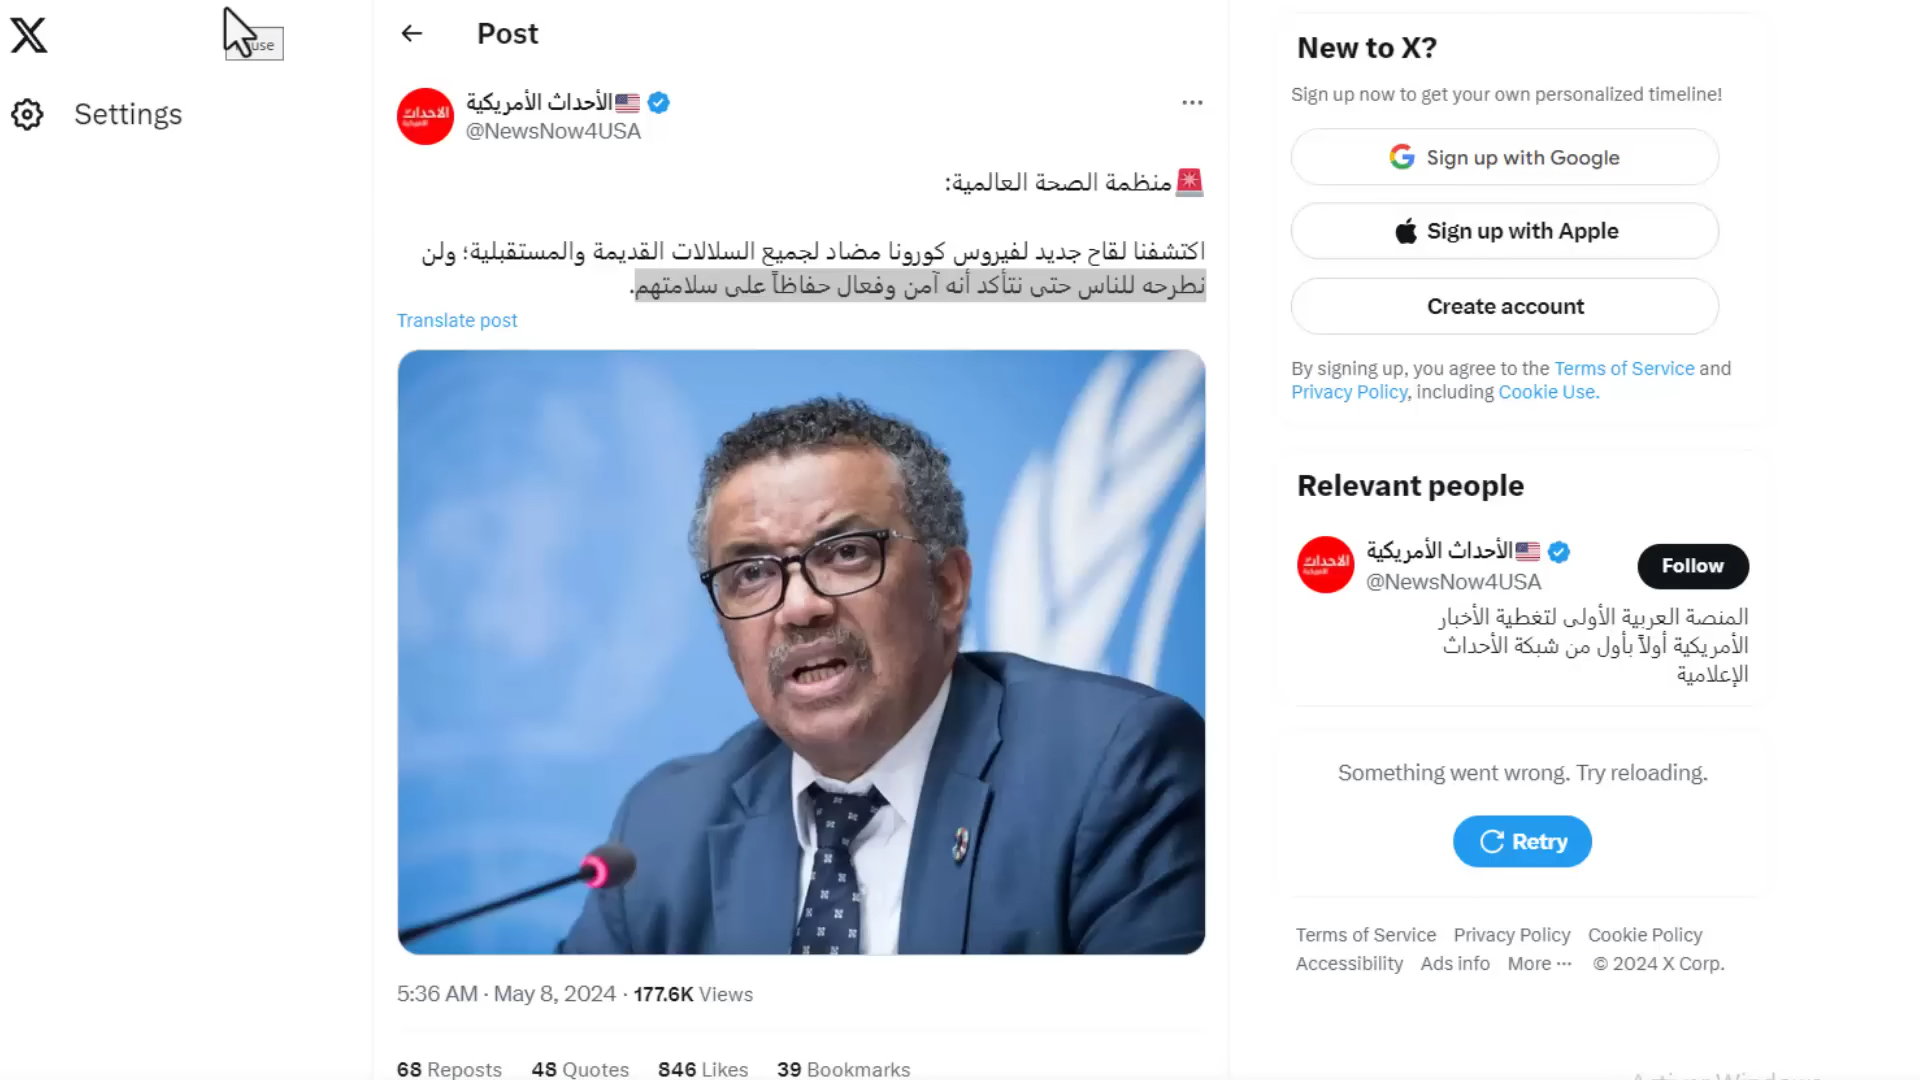 Post
Settings
الأحداث الأمريكية
@NewsNow4USA
منظمة الصحة العالمية:
اكتشفنا لقاح جديد لفيروس كورونا مضاد لجميع السلالات القديمة والمستقبلية؛ ولن
نطرحه للناس حتى نتأكد أنه آمن وفعال حفاظاً على سلامتهم.
Translate post
5:36 AM · May 8, 2024 · 177.6K Views
68 Reposts 48 Quotes 846 Likes 39 Bookmarks
New to X?
Sign up now to get your own personalized timeline!
Sign up with Google
Sign up with Apple
Create account
By signing up, you agree to the Terms of Service and
Privacy Policy, including Cookie Use.
Relevant people
الأحداث الأمريكية
@NewsNow4USA
Follow
المنصة العربية الأولى لتغطية الأخبار
الأمريكية أولاً بأول من شبكة الأحداث
الإعلامية
Something went wrong. Try reloading.
Retry
Terms of Service Privacy Policy Cookie Policy
Accessibility Ads info More ··· © 2024 X Corp.